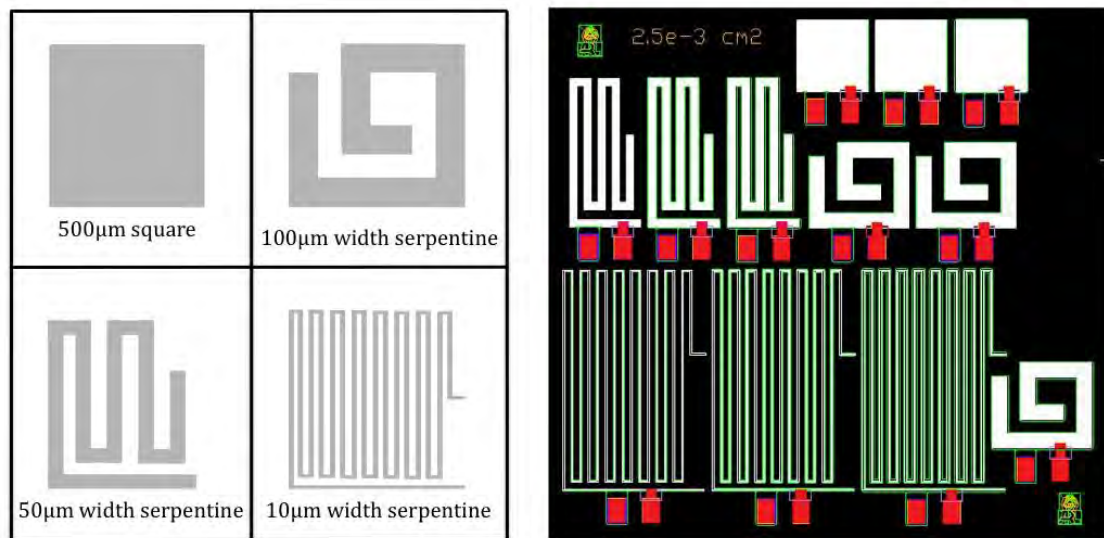 500μm square
100μm width serpentine
50μm width serpentine
10μm width serpentine
2.5e-3 cm2